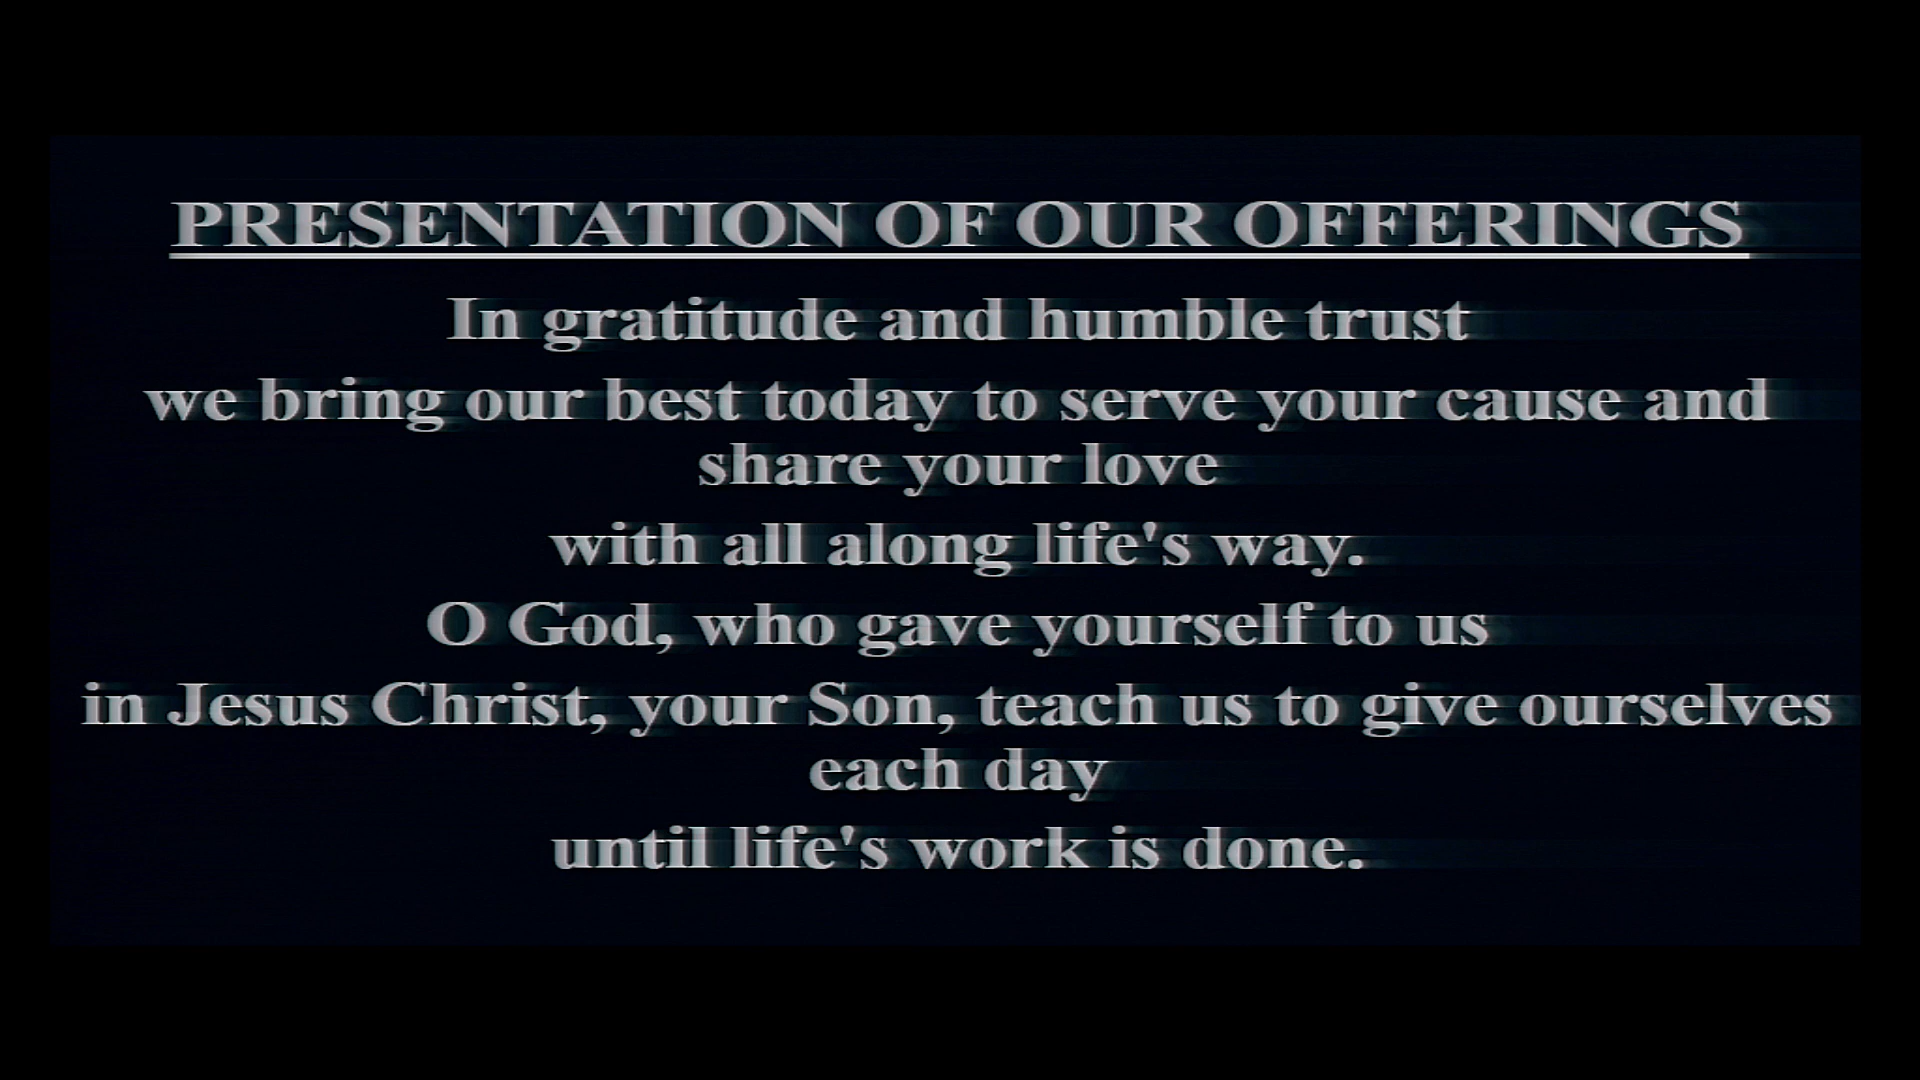 PRESENTATION OF OUR OFFERINGS
In gratitude and humble trust
we bring our best today to serve your cause and
share your love
with all along life's way.
O God, who gave yourself to us
in Jesus Christ, your Son, teach us to give ourselves
each day
until life's work is done.